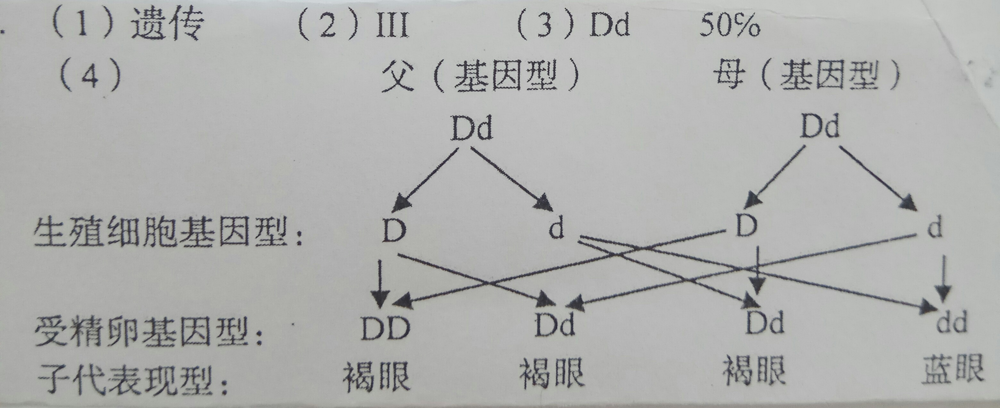 . （1）遗传 （2）III （3）Dd 50%
（4） 父（基因型） 母（基因型）
Dd Dd
生殖细胞基因型： D d D d
受精卵基因型： DD Dd Dd dd
子代表现型： 褐眼 褐眼 褐眼 蓝眼